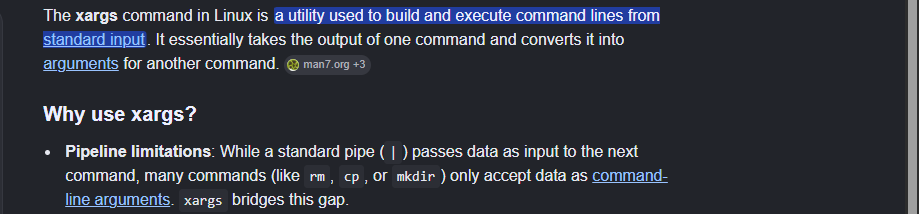 The xargs command in Linux is a utility used to build and execute command lines from
standard input. It essentially takes the output of one command and converts it into
arguments for another command. man7.org +3
Why use xargs?
• Pipeline limitations: While a standard pipe ( | ) passes data as input to the next
command, many commands (like rm , cp , or mkdir ) only accept data as command-
line arguments. xargs bridges this gap.